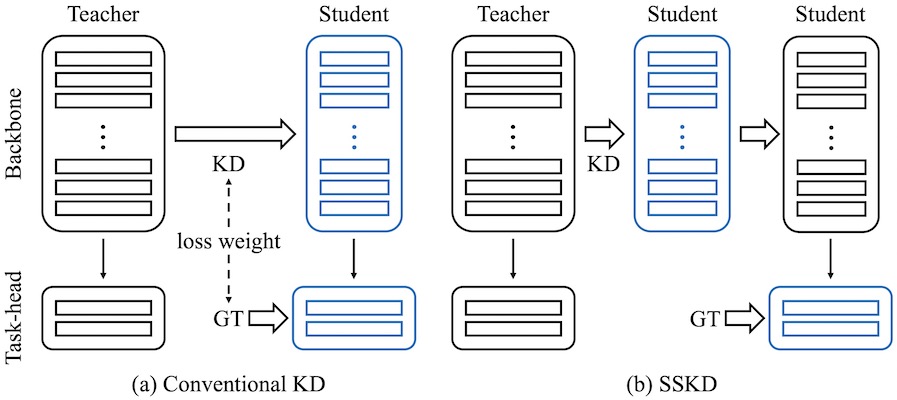 Teacher
Student
Teacher
Student
Student
Backbone
KD
KD
loss weight
Task-head
GT
GT
(a) Conventional KD
(b) SSKD